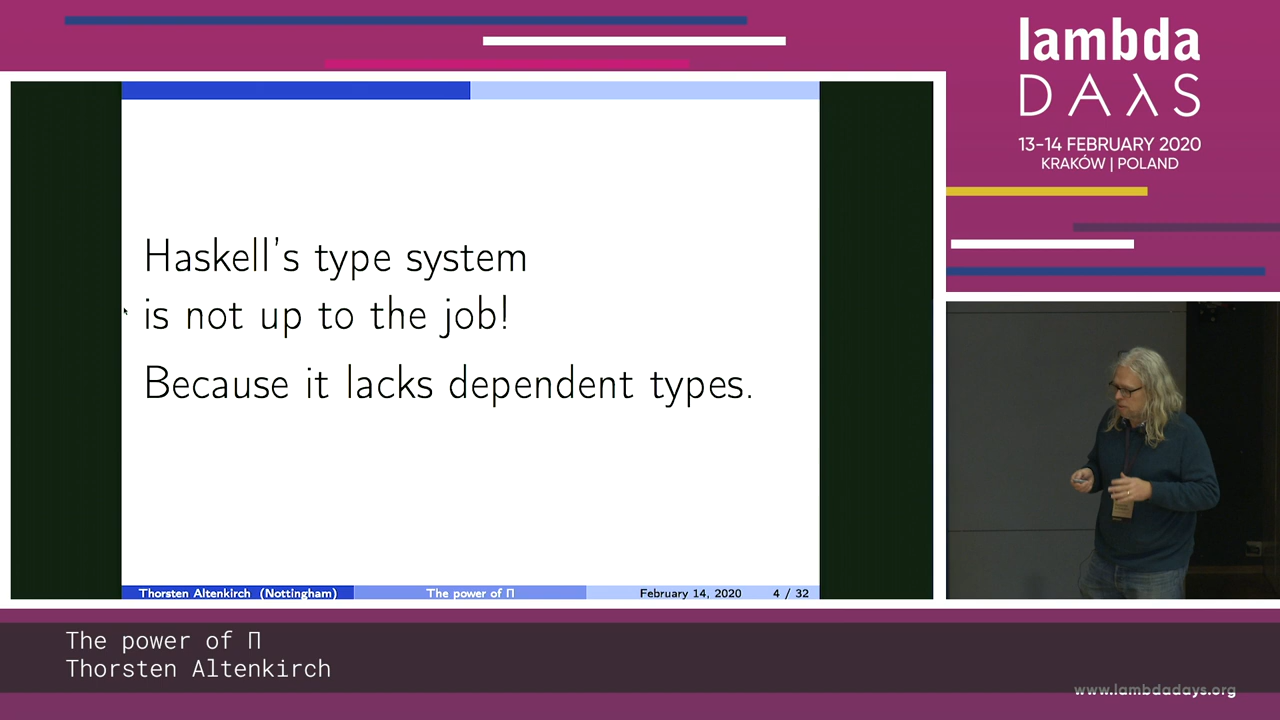 lambda
DAλS
13-14 FEBRUARY 2020
KRAKÓW | POLAND
Haskell's type system
is not up to the job!
Because it lacks dependent types.
Thorsten Altenkirch (Nottingham)
The power of Π
February 14, 2020
4 / 32
The power of Π
Thorsten Altenkirch
www.lambdadays.org